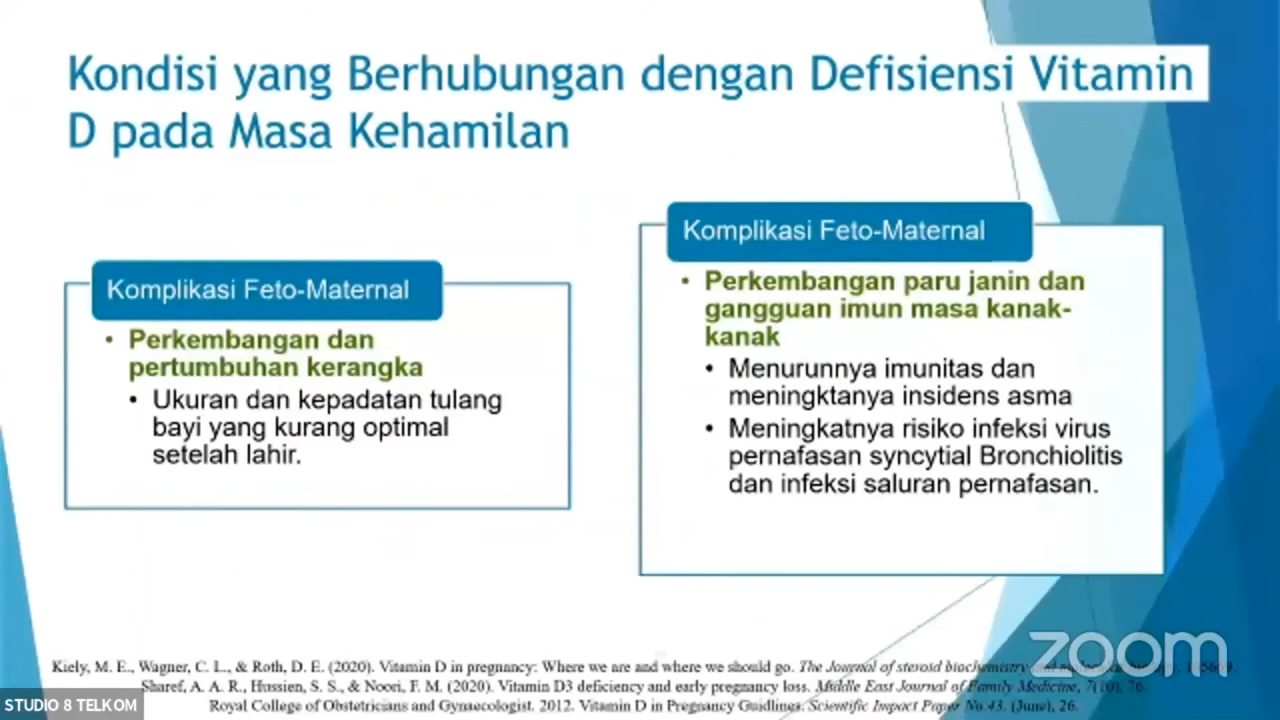 Kondisi yang Berhubungan dengan Defisiensi Vitamin
D pada Masa Kehamilan
Komplikasi Feto-Maternal
• Perkembangan dan
pertumbuhan kerangka
• Ukuran dan kepadatan tulang
bayi yang kurang optimal
setelah lahir.
Komplikasi Feto-Maternal
• Perkembangan paru janin dan
gangguan imun masa kanak-
kanak
• Menurunnya imunitas dan
meningktanya insidens asma
• Meningkatnya risiko infeksi virus
pernafasan syncytial Bronchiolitis
dan infeksi saluran pernafasan.
Kiely, M. E., Wagner, C. L., & Roth, D. E. (2020). Vitamin D in pregnancy: Where we are and where we should go. The Journal of steroid biochemistry and
Sharef, A. A. R., Hussien, S. S., & Noori, F. M. (2020). Vitamin D3 deficiency and early pregnancy loss. Middle East Journal of Family Medicine, 7(10), 76.
Royal College of Obstetricians and Gynaecologist. 2012. Vitamin D in Pregnancy Guidlings. Scientific Impact Paper No.43. (June), 26.
zoom
STUDIO 8 TELKOM